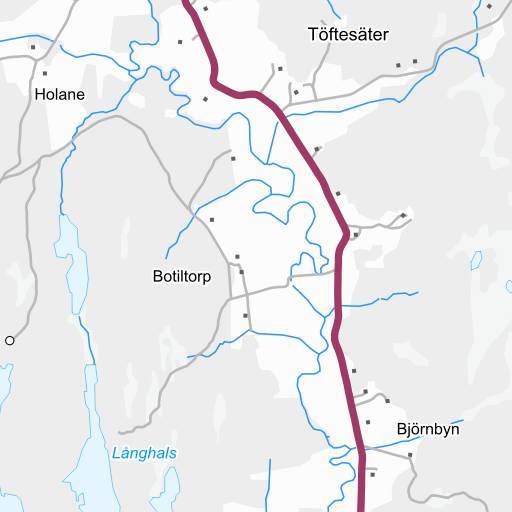 Töftesäter
Holane
Botiltorp
Björnbyn
Långhals